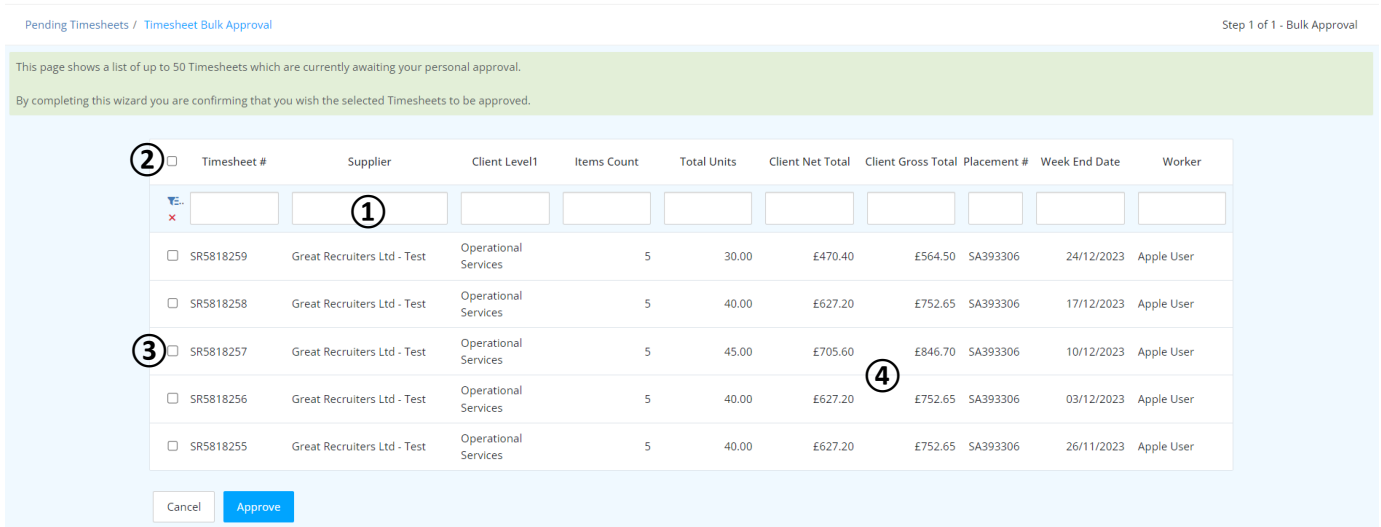 Pending Timesheets / Timesheet Bulk Approval
Step 1 of 1 - Bulk Approval
This page shows a list of up to 50 Timesheets which are currently awaiting your personal approval.
By completing this wizard you are confirming that you wish the selected Timesheets to be approved.
② Timesheet # Supplier Client Level1 Items Count Total Units Client Net Total Client Gross Total Placement # Week End Date Worker
①
SR5818259 Great Recruiters Ltd - Test Operational Services 5 30.00 £470.40 £564.50 SA393306 24/12/2023 Apple User
SR5818258 Great Recruiters Ltd - Test Operational Services 5 40.00 £627.20 £752.65 SA393306 17/12/2023 Apple User
③ SR5818257 Great Recruiters Ltd - Test Operational Services 5 45.00 £705.60 £846.70 SA393306 10/12/2023 Apple User
④
SR5818256 Great Recruiters Ltd - Test Operational Services 5 40.00 £627.20 £752.65 SA393306 03/12/2023 Apple User
SR5818255 Great Recruiters Ltd - Test Operational Services 5 40.00 £627.20 £752.65 SA393306 26/11/2023 Apple User
Cancel Approve